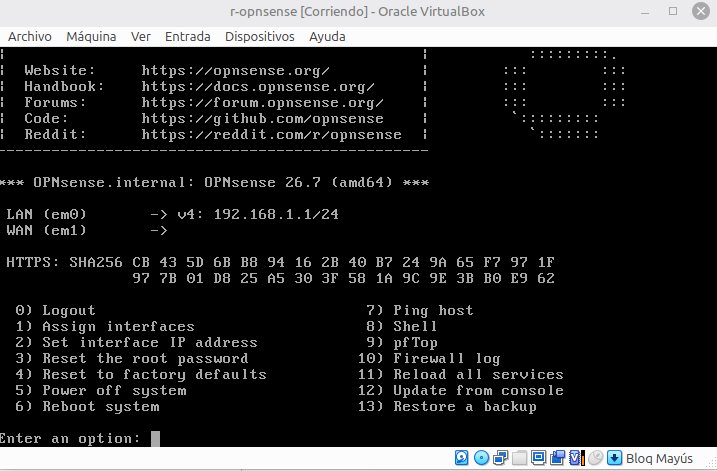 r-opnsense [Corriendo] - Oracle VirtualBox
Archivo Máquina Ver Entrada Dispositivos Ayuda
| Website: https://opnsense.org/ | ::: :::
| Handbook: https://docs.opnsense.org/ | ::: :::
| Forums: https://forum.opnsense.org/ | ::: :::
| Code: https://github.com/opnsense | `:::::::::
| Reddit: https://reddit.com/r/opnsense | `:::::::
----------------------------------------------
*** OPNsense.internal: OPNsense 26.7 (amd64) ***
LAN (em0) -> v4: 192.168.1.1/24
WAN (em1) ->
HTTPS: SHA256 CB 43 5D 6B B8 94 16 2B 40 B7 24 9A 65 F7 97 1F
97 7B 01 D8 25 A5 30 3F 58 1A 9C 9E 3B B0 E9 62
0) Logout 7) Ping host
1) Assign interfaces 8) Shell
2) Set interface IP address 9) pfTop
3) Reset the root password 10) Firewall log
4) Reset to factory defaults 11) Reload all services
5) Power off system 12) Update from console
6) Reboot system 13) Restore a backup
Enter an option:
Bloq Mayús